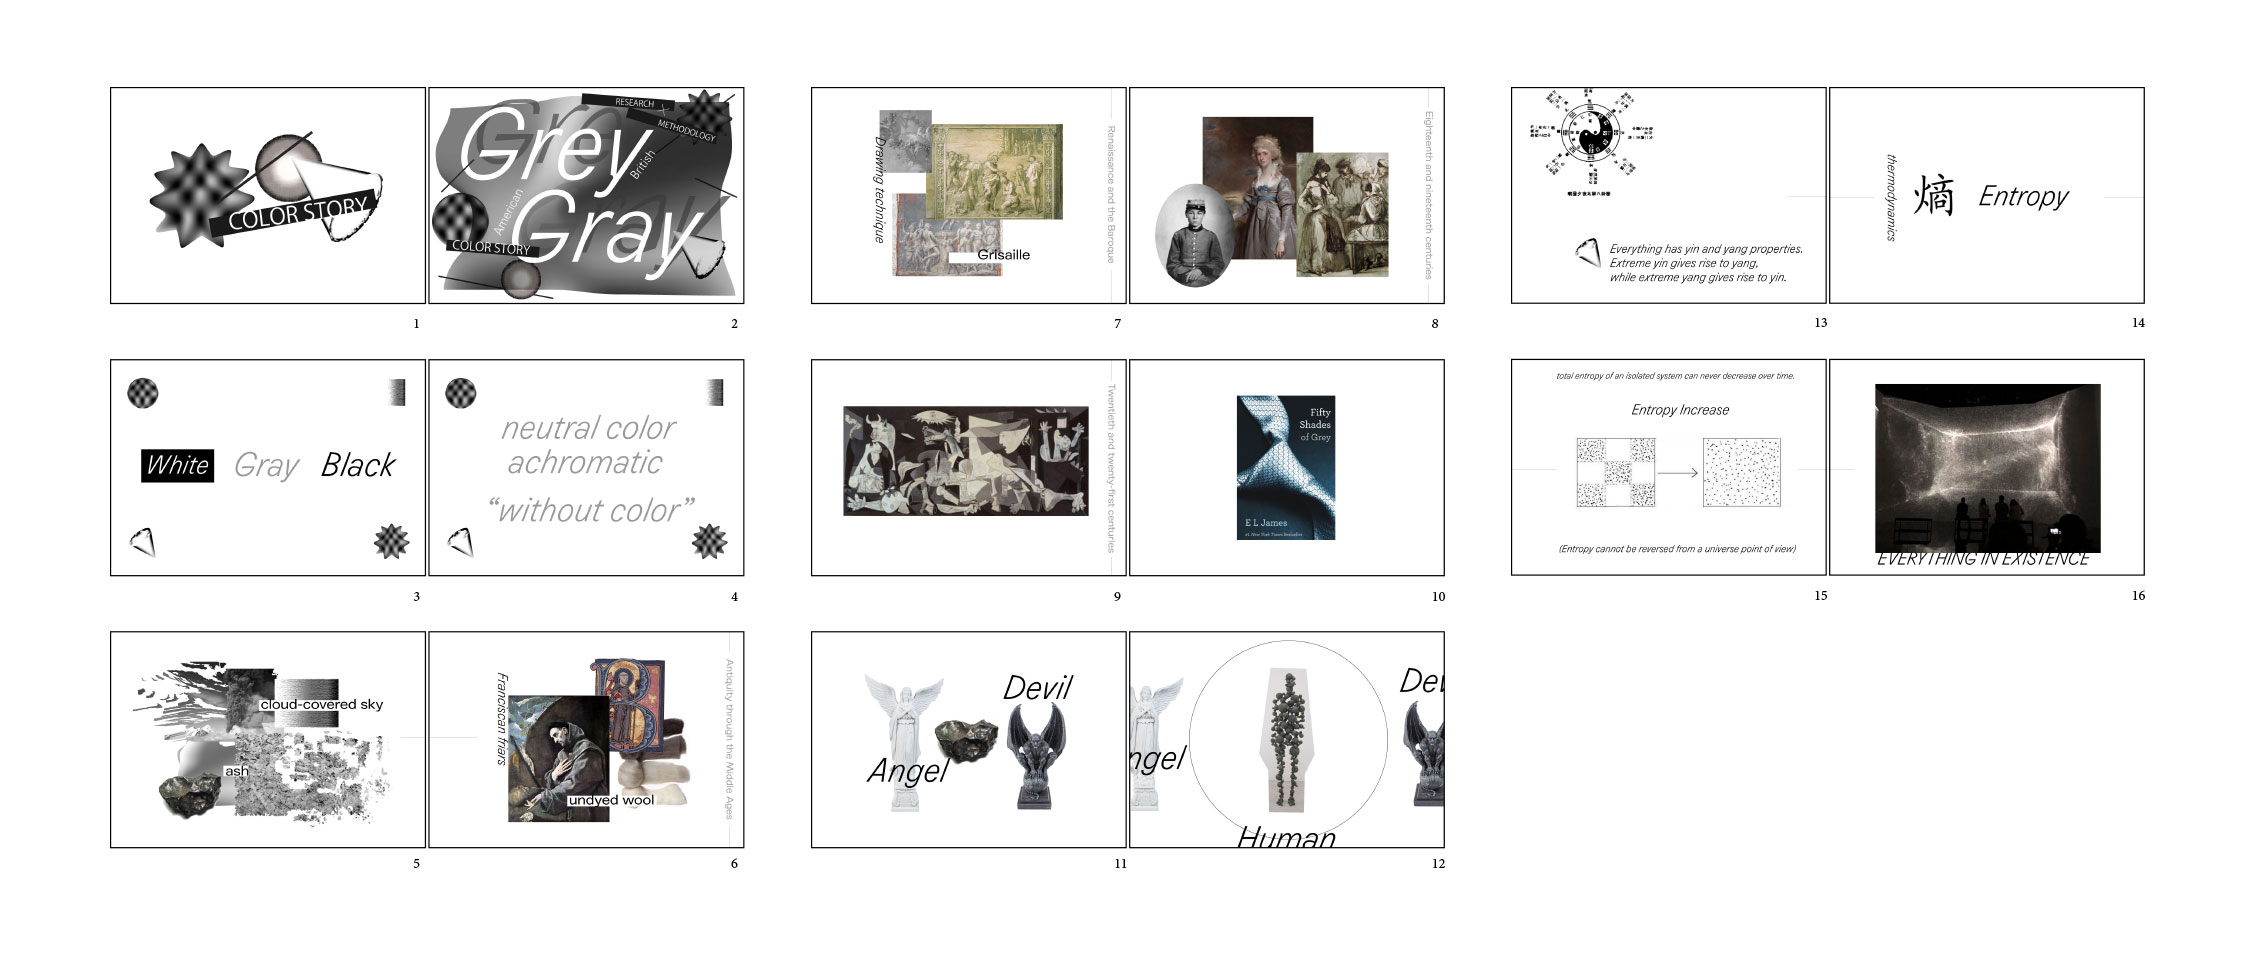 COLOR STORY
1
RESEARCH
METHODOLOGY
Grey
British
American
Gray
COLOR STORY
2
White Gray Black
3
neutral color
achromatic
“without color”
4
cloud-covered sky
ash
5
Franciscan friars
undyed wool
Antiquity through the Middle Ages
6
Drawing technique
Grisaille
Renaissance and the Baroque
7
Eighteenth and nineteenth centuries
8
Twentieth and twenty-first centuries
9
Fifty
Shades
of Grey
E L James
#1 New York Times Bestseller
10
Angel
Devil
11
ngel
Human
Dev
12
Everything has yin and yang properties.
Extreme yin gives rise to yang,
while extreme yang gives rise to yin.
13
thermodynamics
熵 Entropy
14
total entropy of an isolated system can never decrease over time.
Entropy Increase
(Entropy cannot be reversed from a universe point of view)
15
EVERYTHING IN EXISTENCE
16